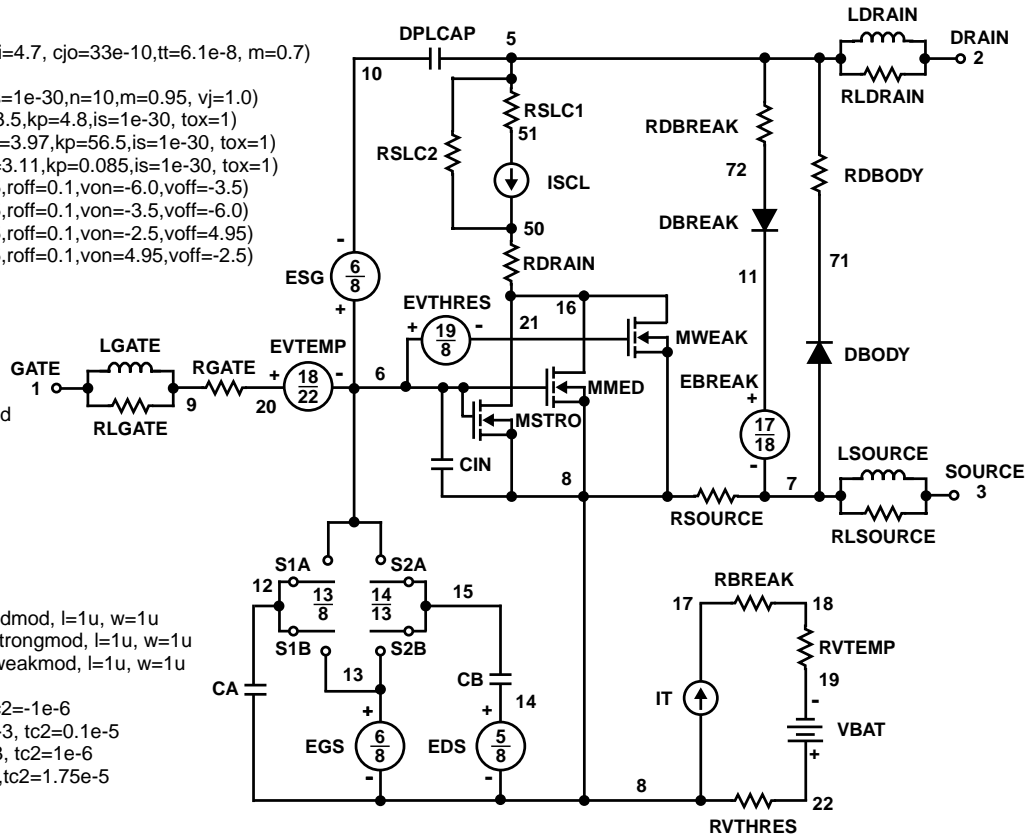 i=4.7, cjo=33e-10,tt=6.1e-8, m=0.7)
=1e-30,n=10,m=0.95, vj=1.0)
3.5,kp=4.8,is=1e-30, tox=1)
=3.97,kp=56.5,is=1e-30, tox=1)
=3.11,kp=0.085,is=1e-30, tox=1)
,roff=0.1,von=-6.0,voff=-3.5)
,roff=0.1,von=-3.5,voff=-6.0)
,roff=0.1,von=-2.5,voff=4.95)
,roff=0.1,von=4.95,voff=-2.5)
d
dmod, l=1u, w=1u
trongmod, l=1u, w=1u
weakmod, l=1u, w=1u
c2=-1e-6
-3, tc2=0.1e-5
3, tc2=1e-6
,tc2=1.75e-5
DPLCAP
5
10
LDRAIN
DRAIN
2
RLDRAIN
RSLC1
51
RSLC2
ISCL
50
RDRAIN
RDBREAK
72
RDBODY
DBREAK
11
71
DBODY
-
ESG
6
8
+
EVTHRES
+
19
8
-
21
16
MWEAK
LGATE
GATE
1
RLGATE
9
RGATE
EVTEMP
20
+
18
22
-
6
MMED
MSTRO
CIN
8
EBREAK
+
17
18
-
7
RSOURCE
LSOURCE
SOURCE
3
RLSOURCE
S1A
S2A
12
13
8
14
13
15
S1B
S2B
13
CA
CB
14
+
EGS
6
8
-
+
EDS
5
8
-
8
17
RBREAK
18
RVTEMP
19
IT
-
VBAT
+
22
RVTHRES